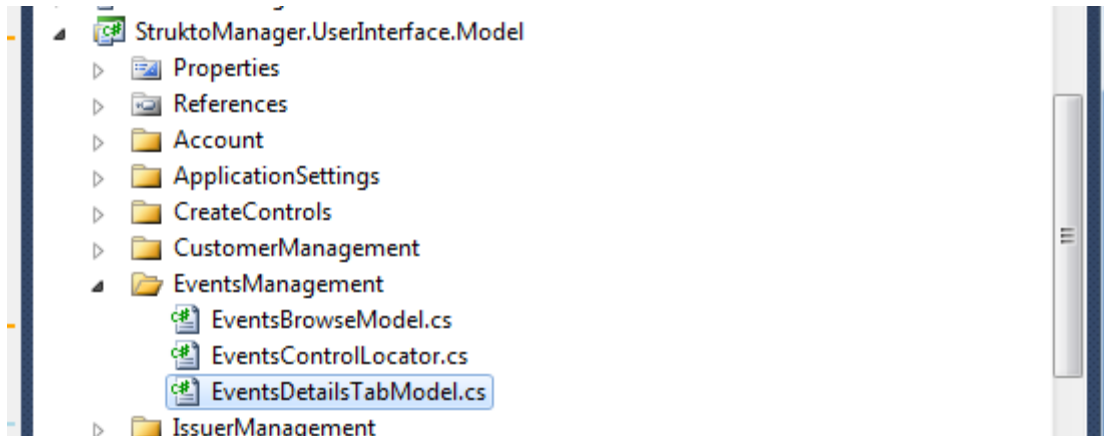 StruktoManager.UserInterface.Model
Properties
References
Account
ApplicationSettings
CreateControls
CustomerManagement
EventsManagement
EventsBrowseModel.cs
EventsControlLocator.cs
EventsDetailsTabModel.cs
IssuerManagement